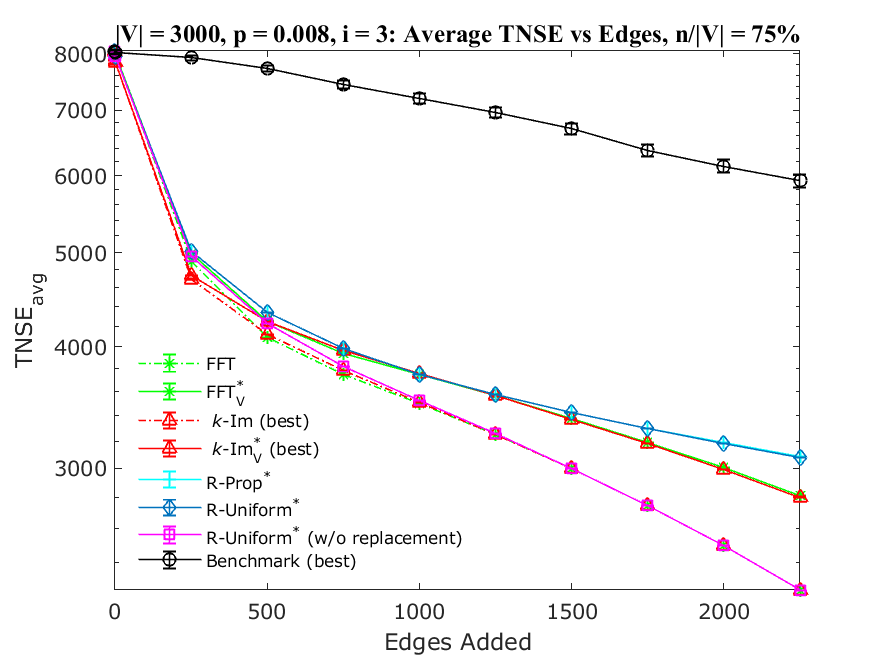 |V| = 3000, p = 0.008, i = 3: Average TNSE vs Edges, n/|V| = 75%
8000
7000
6000
5000
4000
3000
TNSE_avg
FFT
FFT*_V
k-Im (best)
k-Im*_V (best)
R-Prop*
R-Uniform*
R-Uniform* (w/o replacement)
Benchmark (best)
0 500 1000 1500 2000
Edges Added